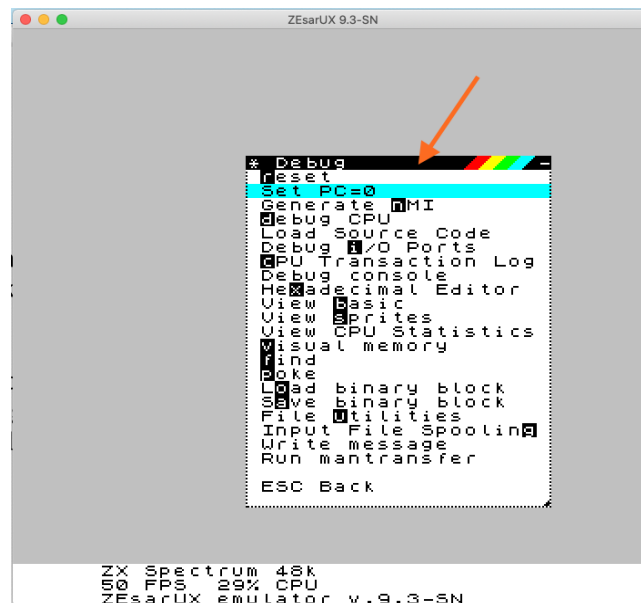 ZEsarUX 9.3-SN
* Debug -
reset
Set PC=0
Generate nMI
debug CPU
Load Source Code
Debug i/O Ports
cPU Transaction Log
Debug console
Hexadecimal Editor
View basic
View sprites
View CPU Statistics
visual memory
find
poke
Load binary block
Save binary block
File utilities
Input File Spooling
Write message
Run mantransfer
ESC Back
ZX Spectrum 48k
50 FPS 29% CPU
ZEsarUX emulator v.9.3-SN